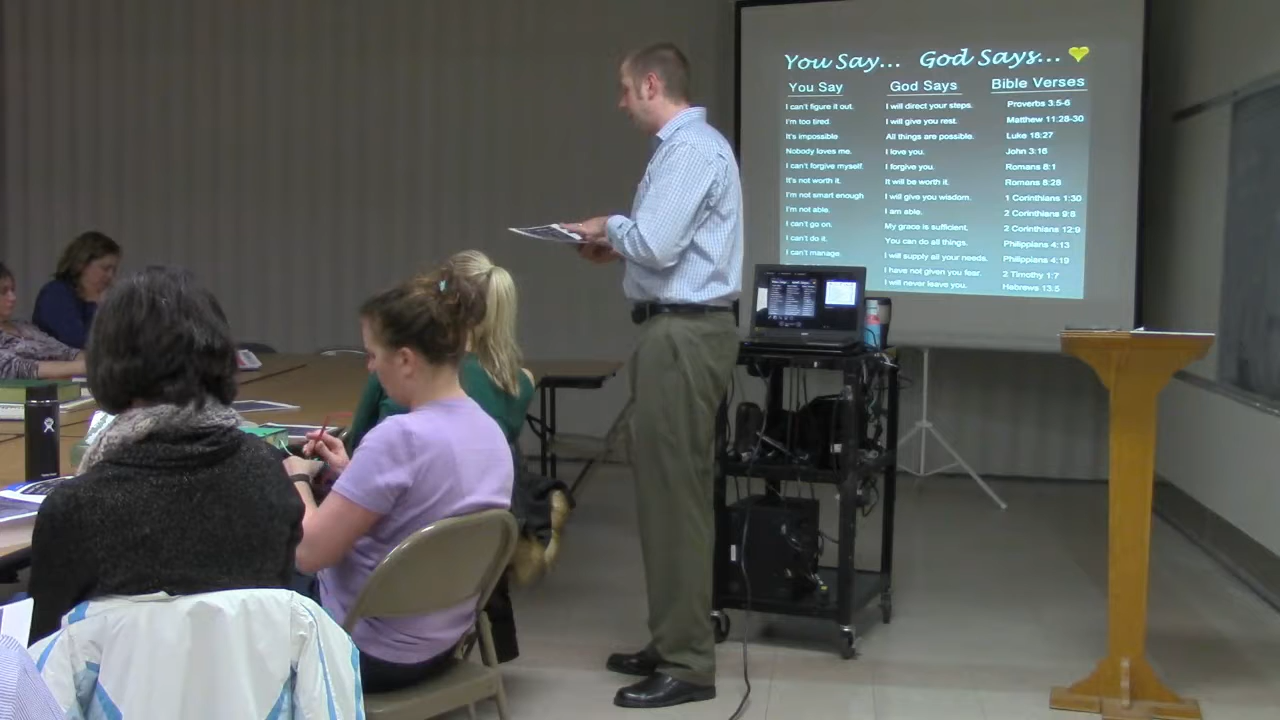 You Say... God Says...
You Say God Says Bible Verses
I can't figure it out. I will direct your steps. Proverbs 3:5-6
I'm too tired. I will give you rest. Matthew 11:28-30
It's impossible All things are possible. Luke 18:27
Nobody loves me. I love you. John 3:16
I can't forgive myself. I forgive you. Romans 8:1
It's not worth it. It will be worth it. Romans 8:28
I'm not smart enough I will give you wisdom. 1 Corinthians 1:30
I'm not able. I am able. 2 Corinthians 9:8
I can't go on. My grace is sufficient. 2 Corinthians 12:9
I can't do it. You can do all things. Philippians 4:13
I can't manage. I will supply all your needs. Philippians 4:19
I have not given you fear. 2 Timothy 1:7
I will never leave you. Hebrews 13:5